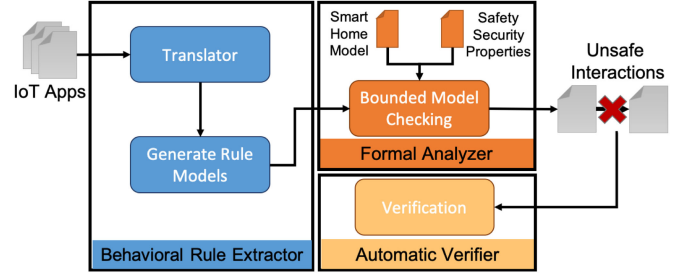 IoT Apps
Translator
Generate Rule
Models
Behavioral Rule Extractor
Smart
Home
Model
Safety
Security
Properties
Bounded Model
Checking
Formal Analyzer
Unsafe
Interactions
Verification
Automatic Verifier